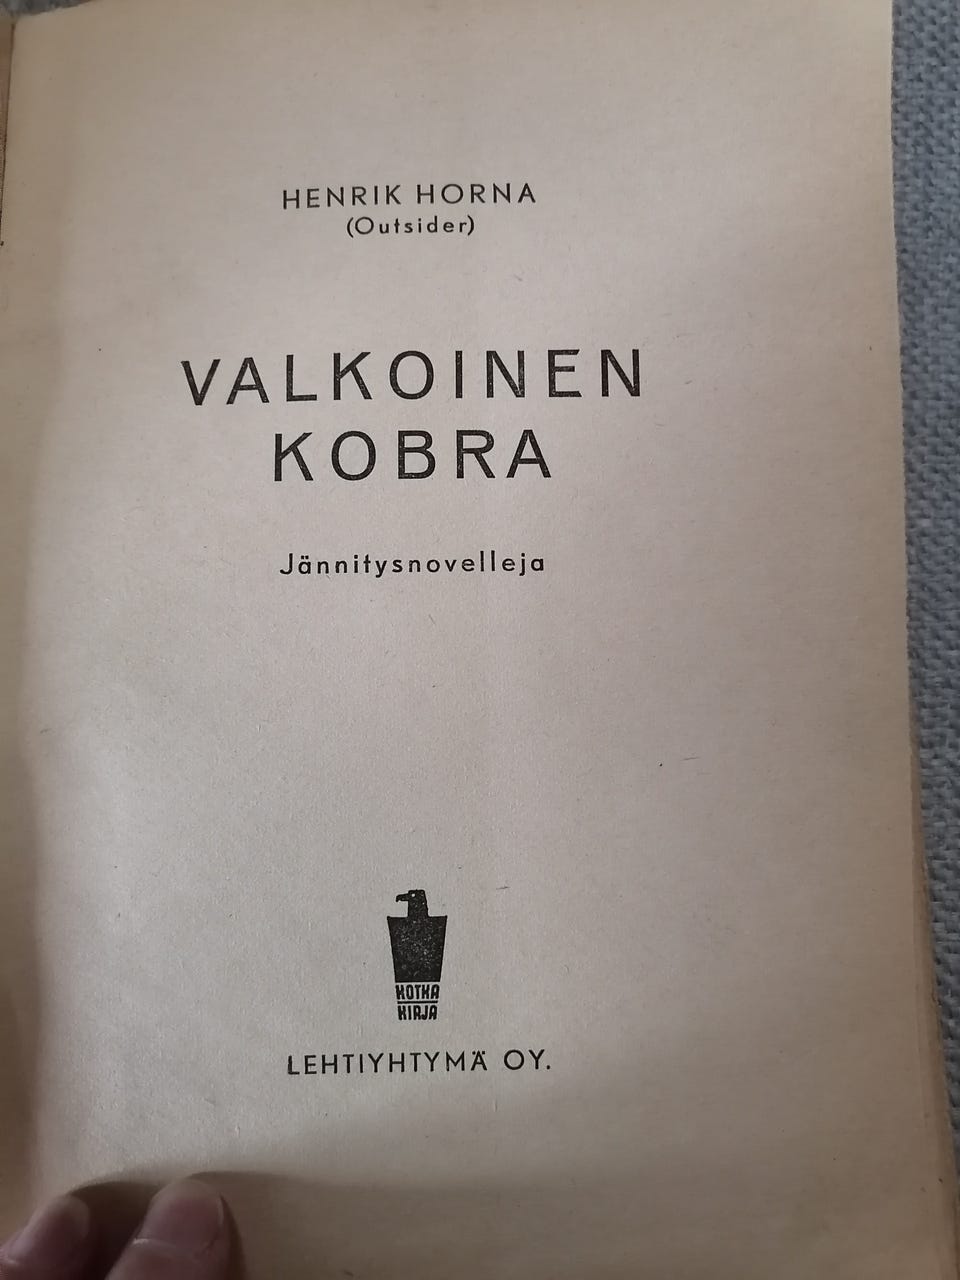 HENRIK HORNA
(Outsider)
VALKOINEN
KOBRA
Jännitysnovelleja
KOTKA
KIRJA
LEHTIYHTYMÄ OY.